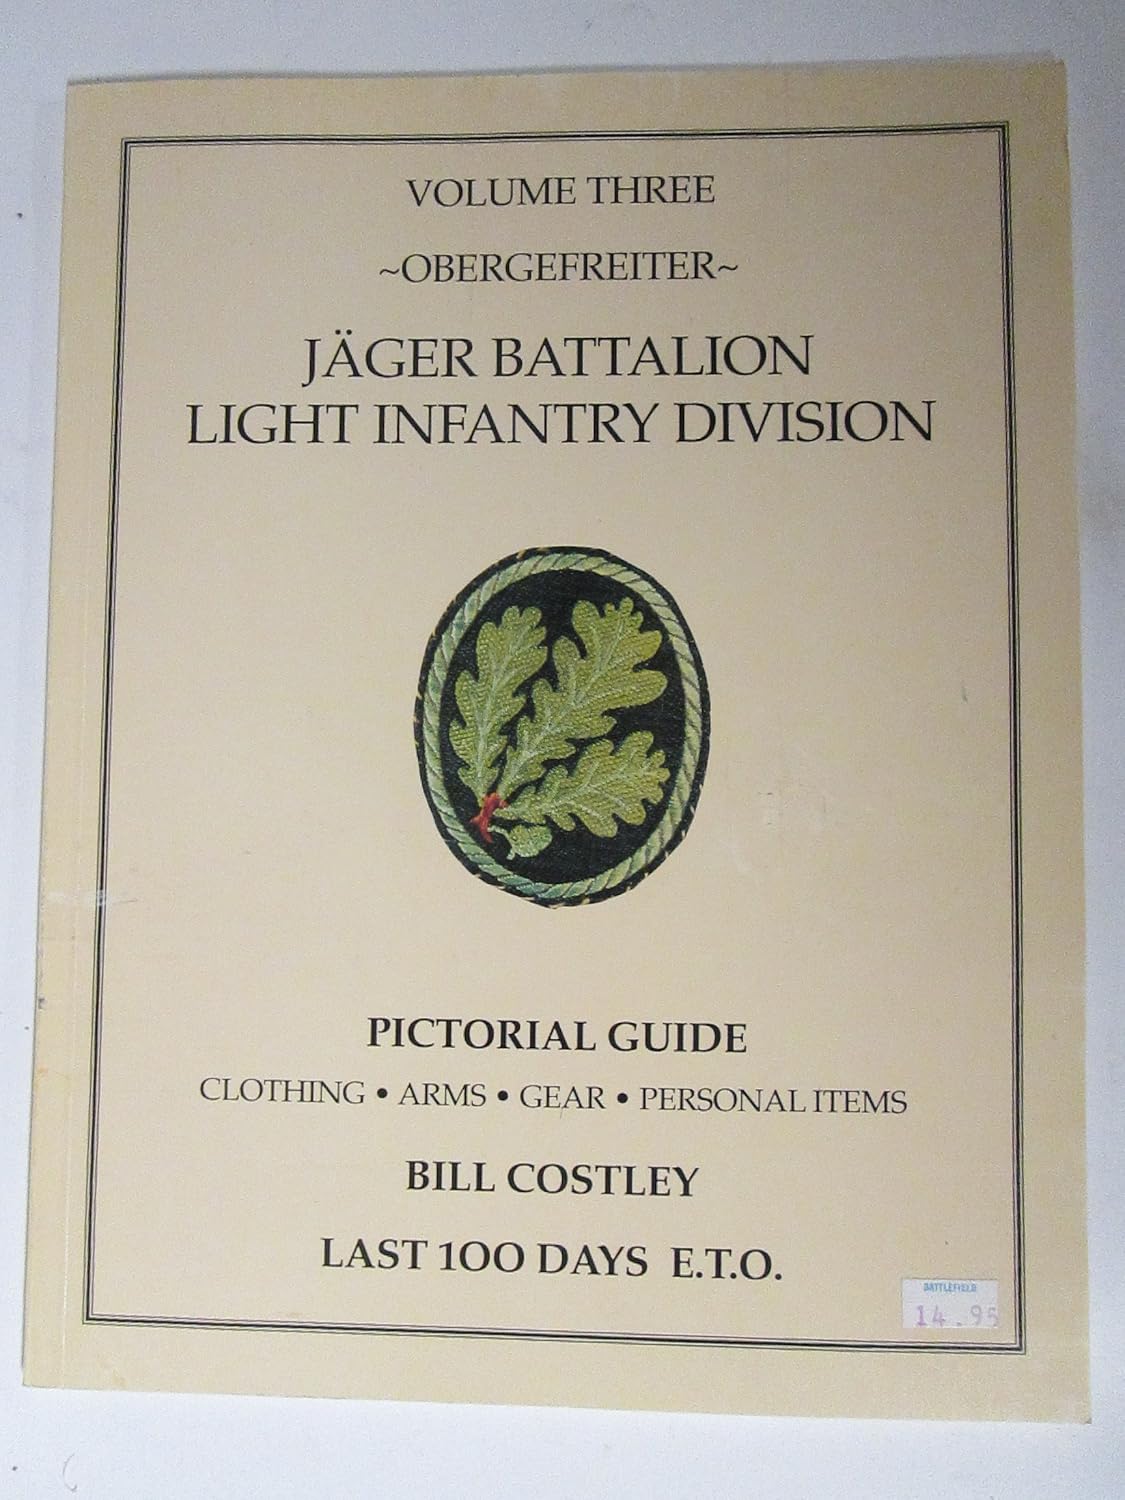 VOLUME THREE
~OBERGEFREITER~
JÄGER BATTALION
LIGHT INFANTRY DIVISION
PICTORIAL GUIDE
CLOTHING • ARMS • GEAR • PERSONAL ITEMS
BILL COSTLEY
LAST 100 DAYS E.T.O.
BATTLEFIELD
14.95